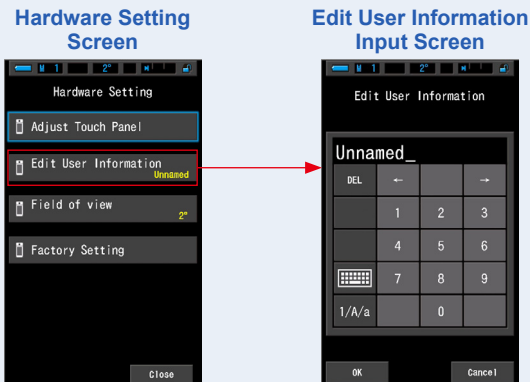 Hardware Setting
Screen
M 1 2°
Hardware Setting
Adjust Touch Panel
Edit User Information
Unnamed
Field of view
2°
Factory Setting
Close
Edit User Information
Input Screen
M 1 2°
Edit User Information
Unnamed_
DEL ← →
1 2 3
4 5 6
7 8 9
1/A/a 0
OK Cancel